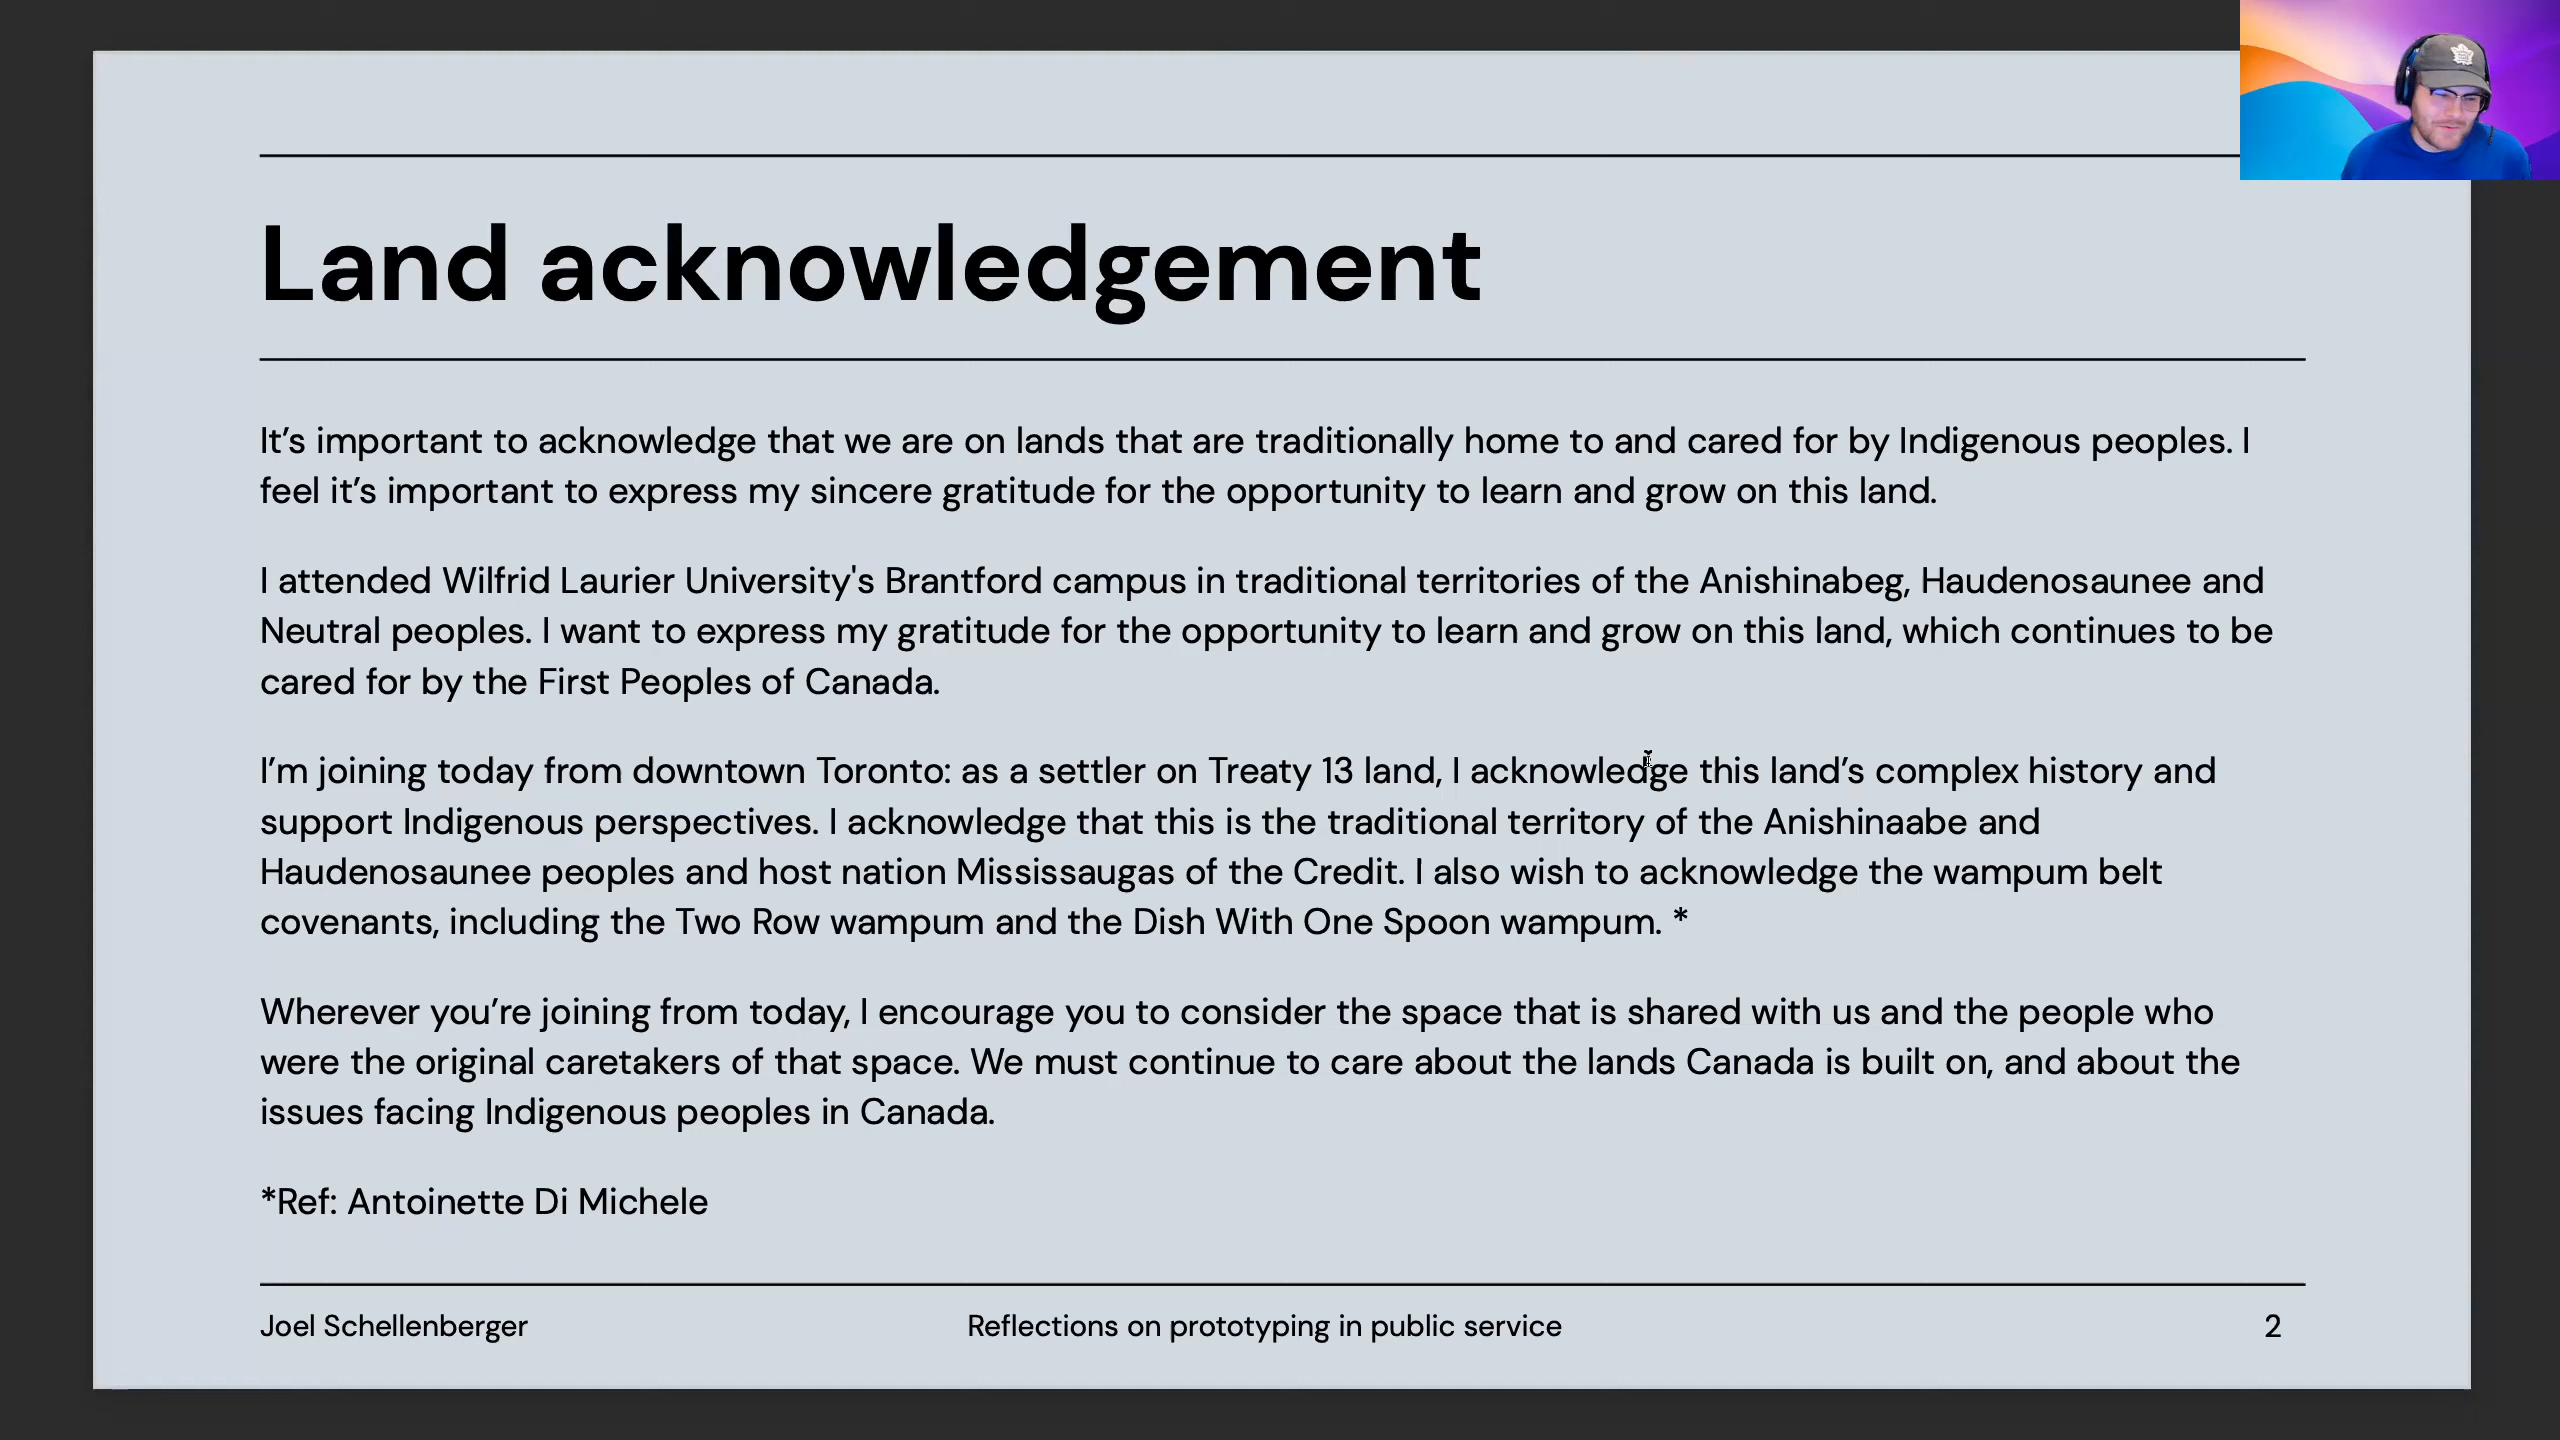 Land acknowledgement
It’s important to acknowledge that we are on lands that are traditionally home to and cared for by Indigenous peoples. I
feel it’s important to express my sincere gratitude for the opportunity to learn and grow on this land.
I attended Wilfrid Laurier University's Brantford campus in traditional territories of the Anishinabeg, Haudenosaunee and
Neutral peoples. I want to express my gratitude for the opportunity to learn and grow on this land, which continues to be
cared for by the First Peoples of Canada.
I’m joining today from downtown Toronto: as a settler on Treaty 13 land, I acknowledge this land’s complex history and
support Indigenous perspectives. I acknowledge that this is the traditional territory of the Anishinaabe and
Haudenosaunee peoples and host nation Mississaugas of the Credit. I also wish to acknowledge the wampum belt
covenants, including the Two Row wampum and the Dish With One Spoon wampum. *
Wherever you’re joining from today, I encourage you to consider the space that is shared with us and the people who
were the original caretakers of that space. We must continue to care about the lands Canada is built on, and about the
issues facing Indigenous peoples in Canada.
*Ref: Antoinette Di Michele
Joel Schellenberger
Reflections on prototyping in public service
2